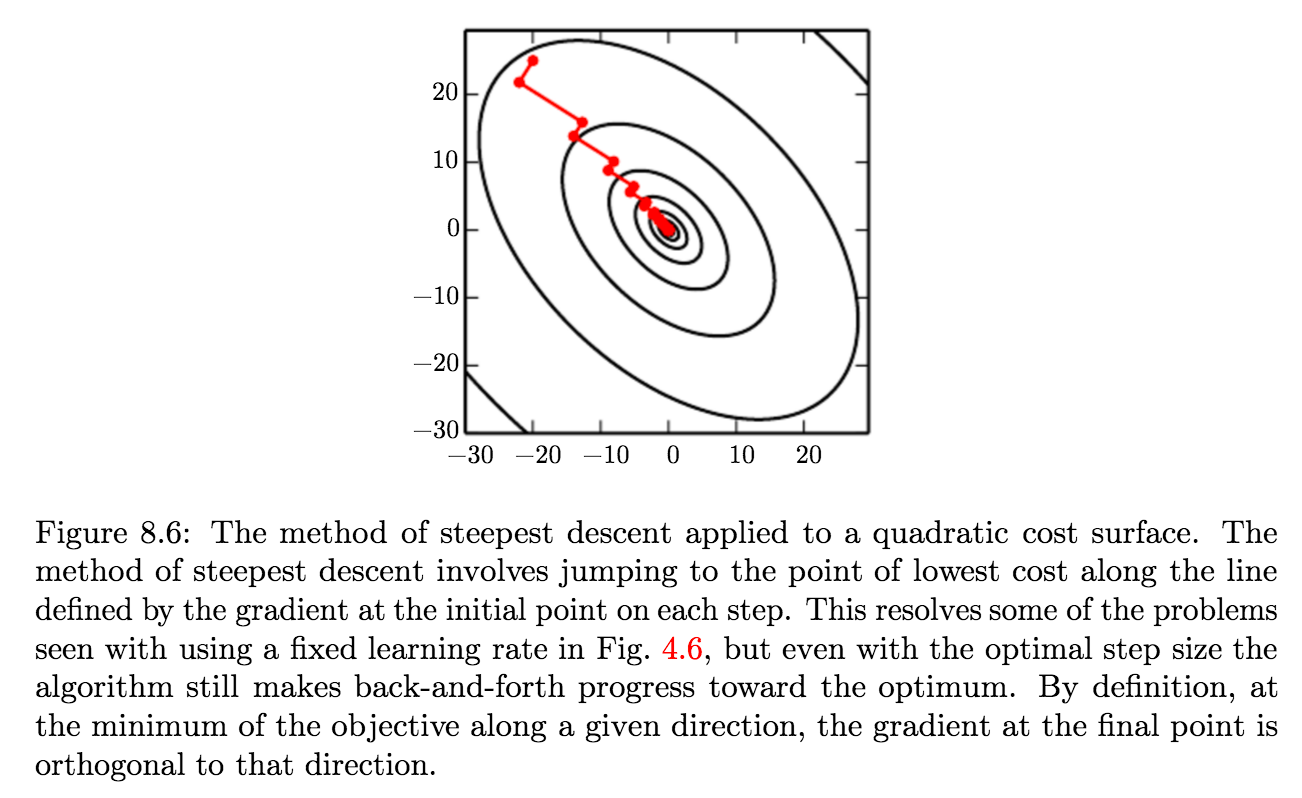 20
10
0
−10
−20
−30
−30 −20 −10 0 10 20
Figure 8.6: The method of steepest descent applied to a quadratic cost surface. The
method of steepest descent involves jumping to the point of lowest cost along the line
defined by the gradient at the initial point on each step. This resolves some of the problems
seen with using a fixed learning rate in Fig. 4.6, but even with the optimal step size the
algorithm still makes back-and-forth progress toward the optimum. By definition, at
the minimum of the objective along a given direction, the gradient at the final point is
orthogonal to that direction.